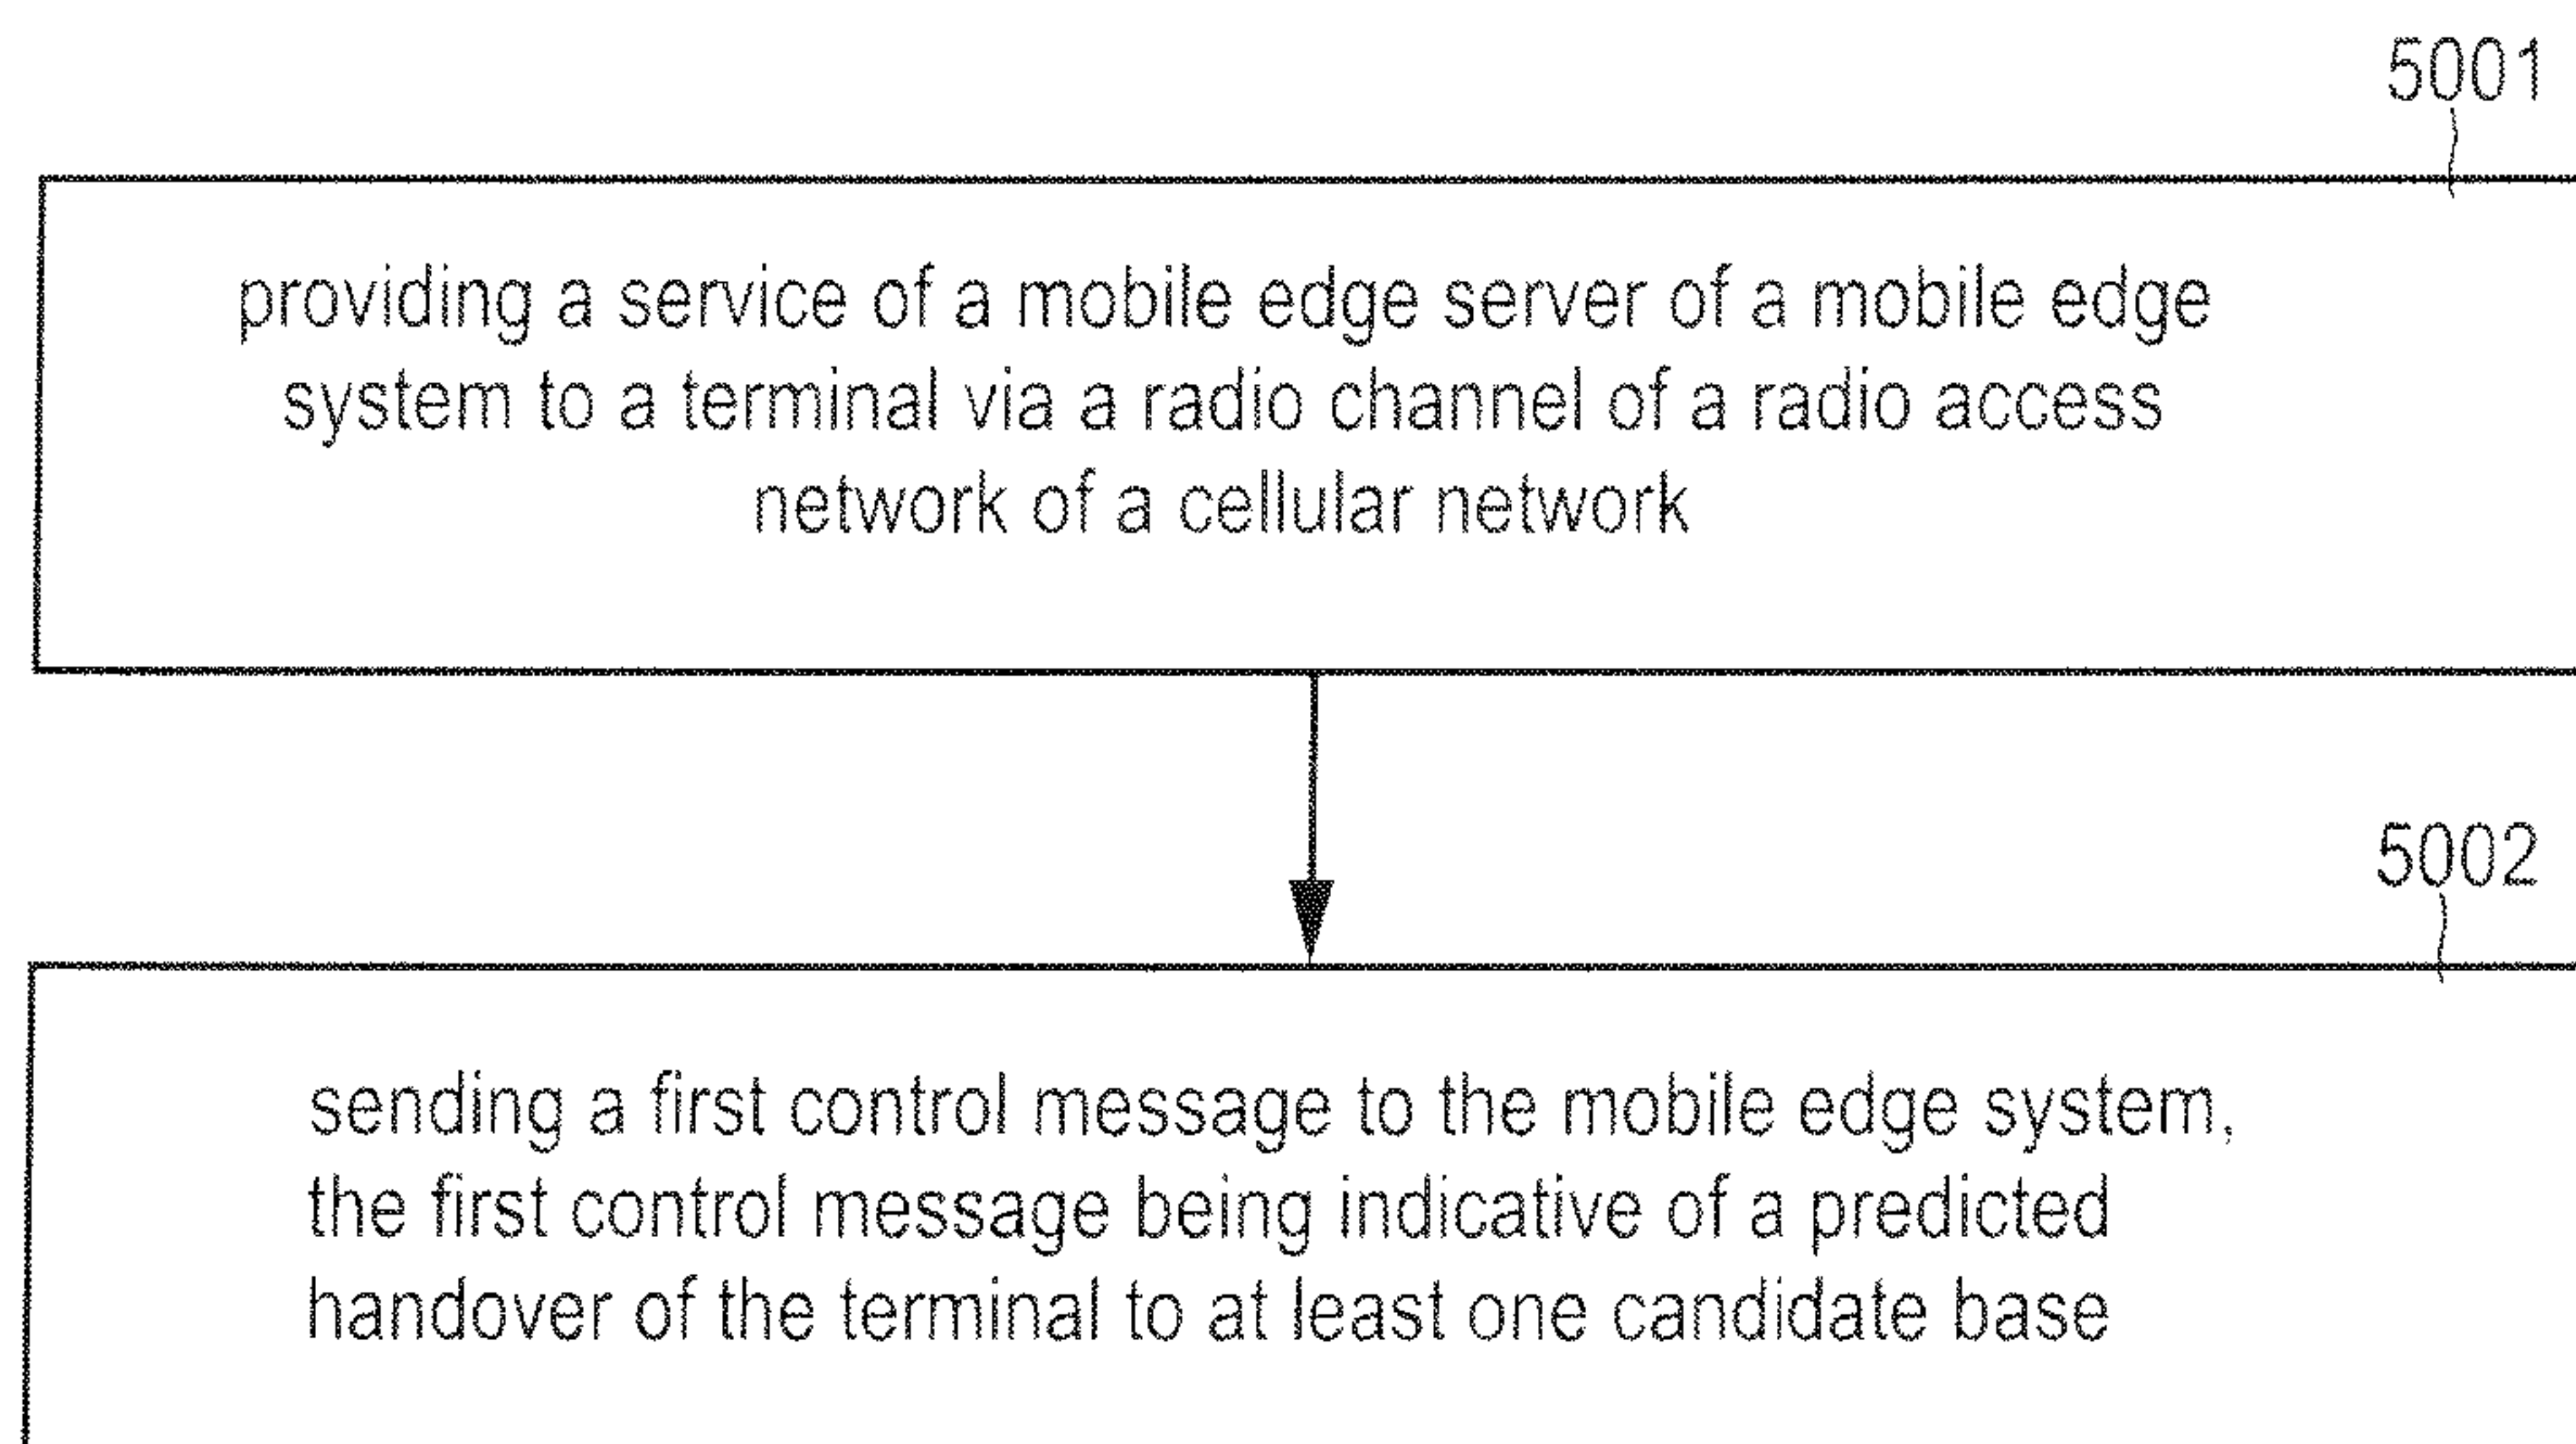 5001
providing a service of a mobile edge server of a mobile edge
system to a terminal via a radio channel of a radio access
network of a cellular network
5002
sending a first control message to the mobile edge system,
the first control message being indicative of a predicted
handover of the terminal to at least one candidate base